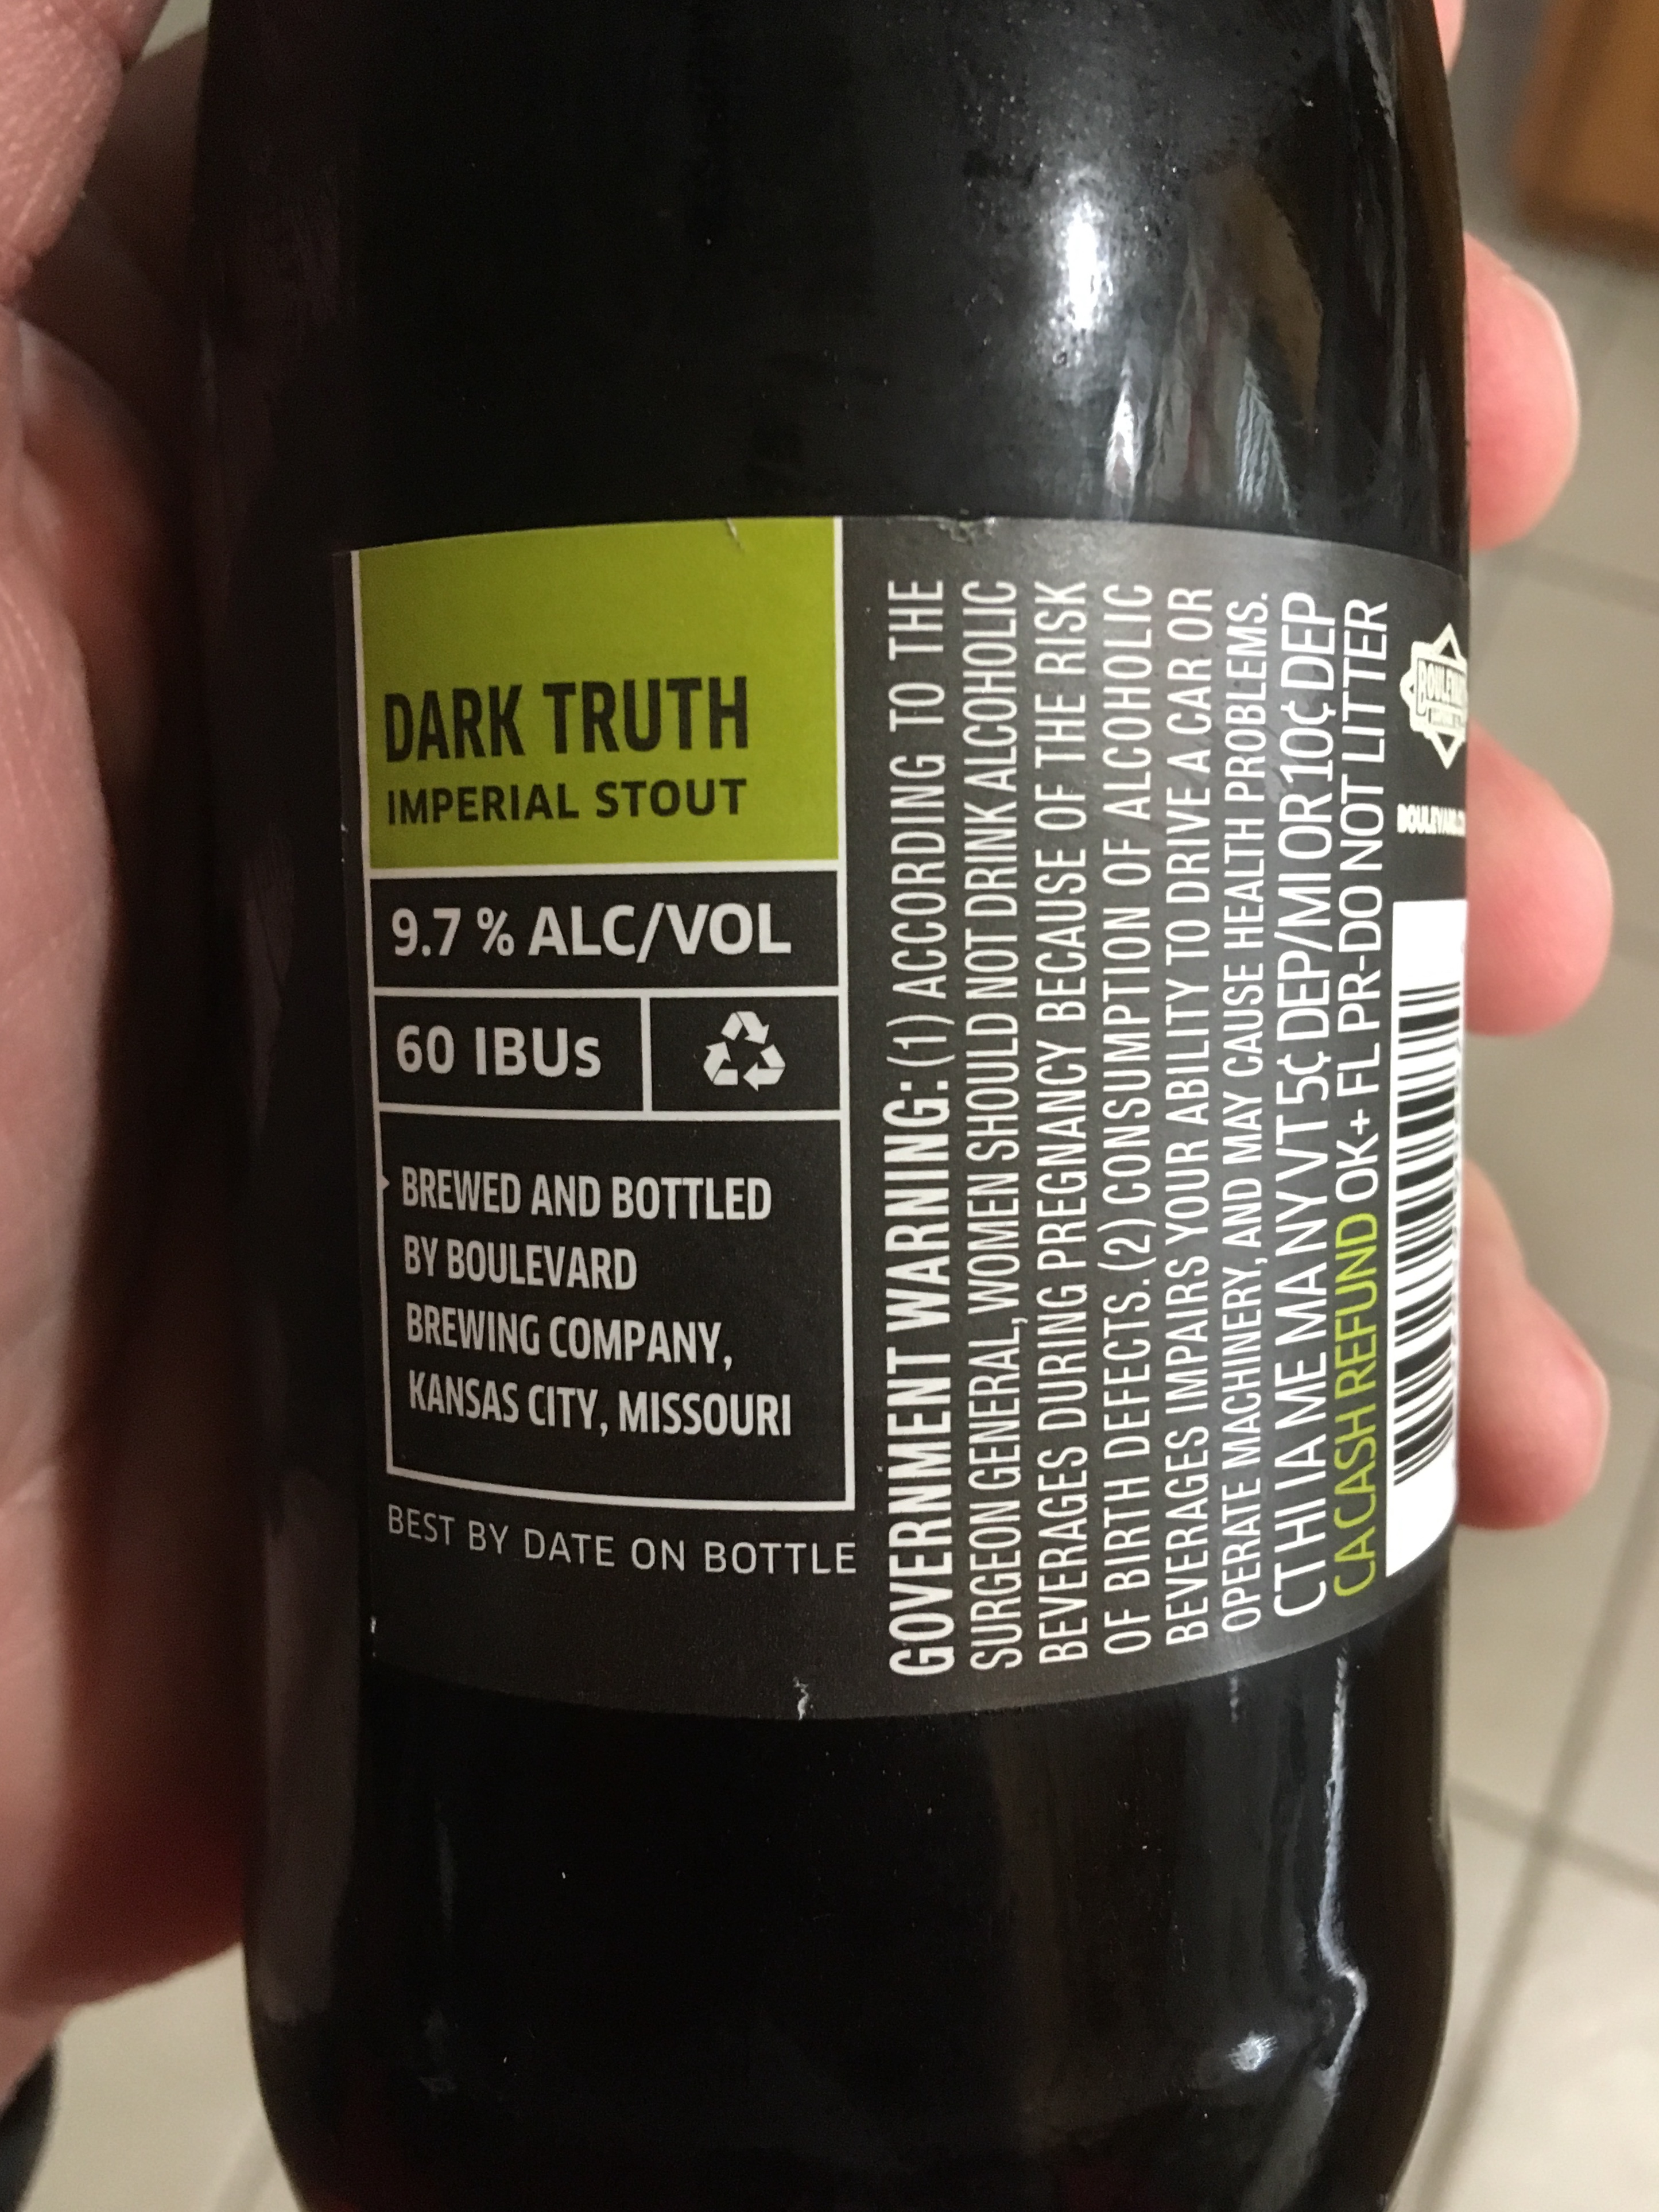 DARK TRUTH
IMPERIAL STOUT
9.7 % ALC/VOL
60 IBUs
BREWED AND BOTTLED
BY BOULEVARD
BREWING COMPANY,
KANSAS CITY, MISSOURI
BEST BY DATE ON BOTTLE
GOVERNMENT WARNING: (1) ACCORDING TO THE
SURGEON GENERAL, WOMEN SHOULD NOT DRINK ALCOHOLIC
BEVERAGES DURING PREGNANCY BECAUSE OF THE RISK
OF BIRTH DEFECTS. (2) CONSUMPTION OF ALCOHOLIC
BEVERAGES IMPAIRS YOUR ABILITY TO DRIVE A CAR OR
OPERATE MACHINERY, AND MAY CAUSE HEALTH PROBLEMS.
CT HI IA ME MA NY VT 5¢ DEP/MI OR 10¢ DEP
CA CASH REFUND OK+ FL PR-DO NOT LITTER